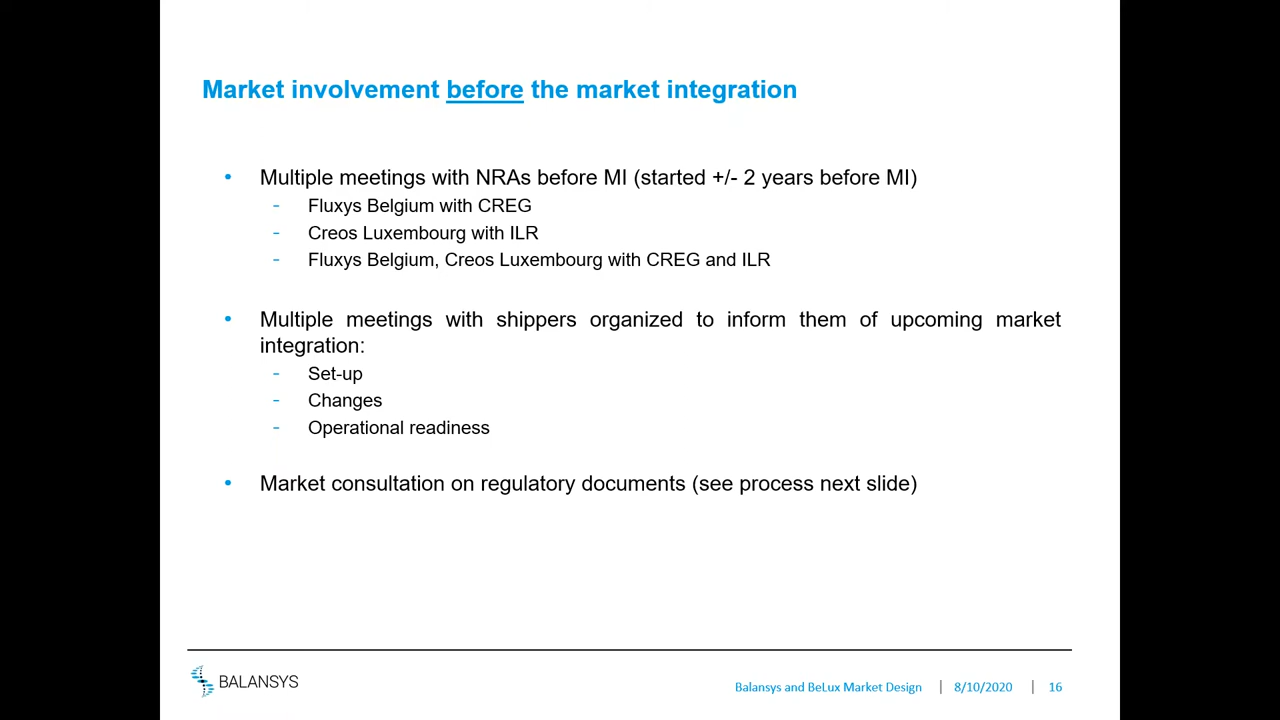 Market involvement before the market integration
• Multiple meetings with NRAs before MI (started +/- 2 years before MI)
- Fluxys Belgium with CREG
- Creos Luxembourg with ILR
- Fluxys Belgium, Creos Luxembourg with CREG and ILR
• Multiple meetings with shippers organized to inform them of upcoming market
integration:
- Set-up
- Changes
- Operational readiness
• Market consultation on regulatory documents (see process next slide)
BALANSYS
Balansys and BeLux Market Design | 8/10/2020 | 16